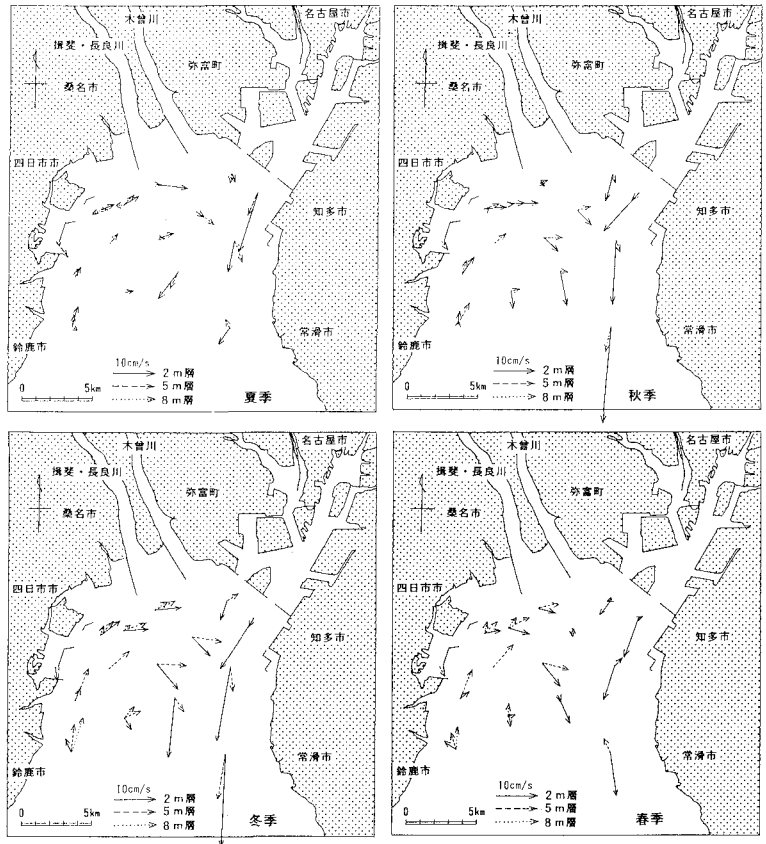 木曾川
名古屋市
揖斐・長良川
弥富町
桑名市
四日市市
知多市
常滑市
鈴鹿市
10cm/s
2m層
5m層
8m層
0 5km
夏季
木曾川
名古屋市
揖斐・長良川
弥富町
桑名市
四日市市
知多市
常滑市
鈴鹿市
10cm/s
2m層
5m層
8m層
0 5km
秋季
木曾川
名古屋市
揖斐・長良川
弥富町
桑名市
四日市市
知多市
常滑市
鈴鹿市
10cm/s
2m層
5m層
8m層
0 5km
冬季
木曾川
名古屋市
揖斐・長良川
弥富町
桑名市
四日市市
知多市
常滑市
鈴鹿市
10cm/s
2m層
5m層
8m層
0 5km
春季